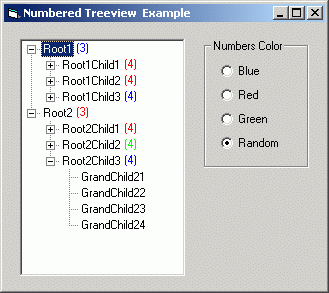 Numbered Treeview Example
Root1 (3)
Root1Child1 (4)
Root1Child2 (4)
Root1Child3 (4)
Root2 (3)
Root2Child1 (4)
Root2Child2 (4)
Root2Child3 (4)
GrandChild21
GrandChild22
GrandChild23
GrandChild24
Numbers Color
Blue
Red
Green
Random